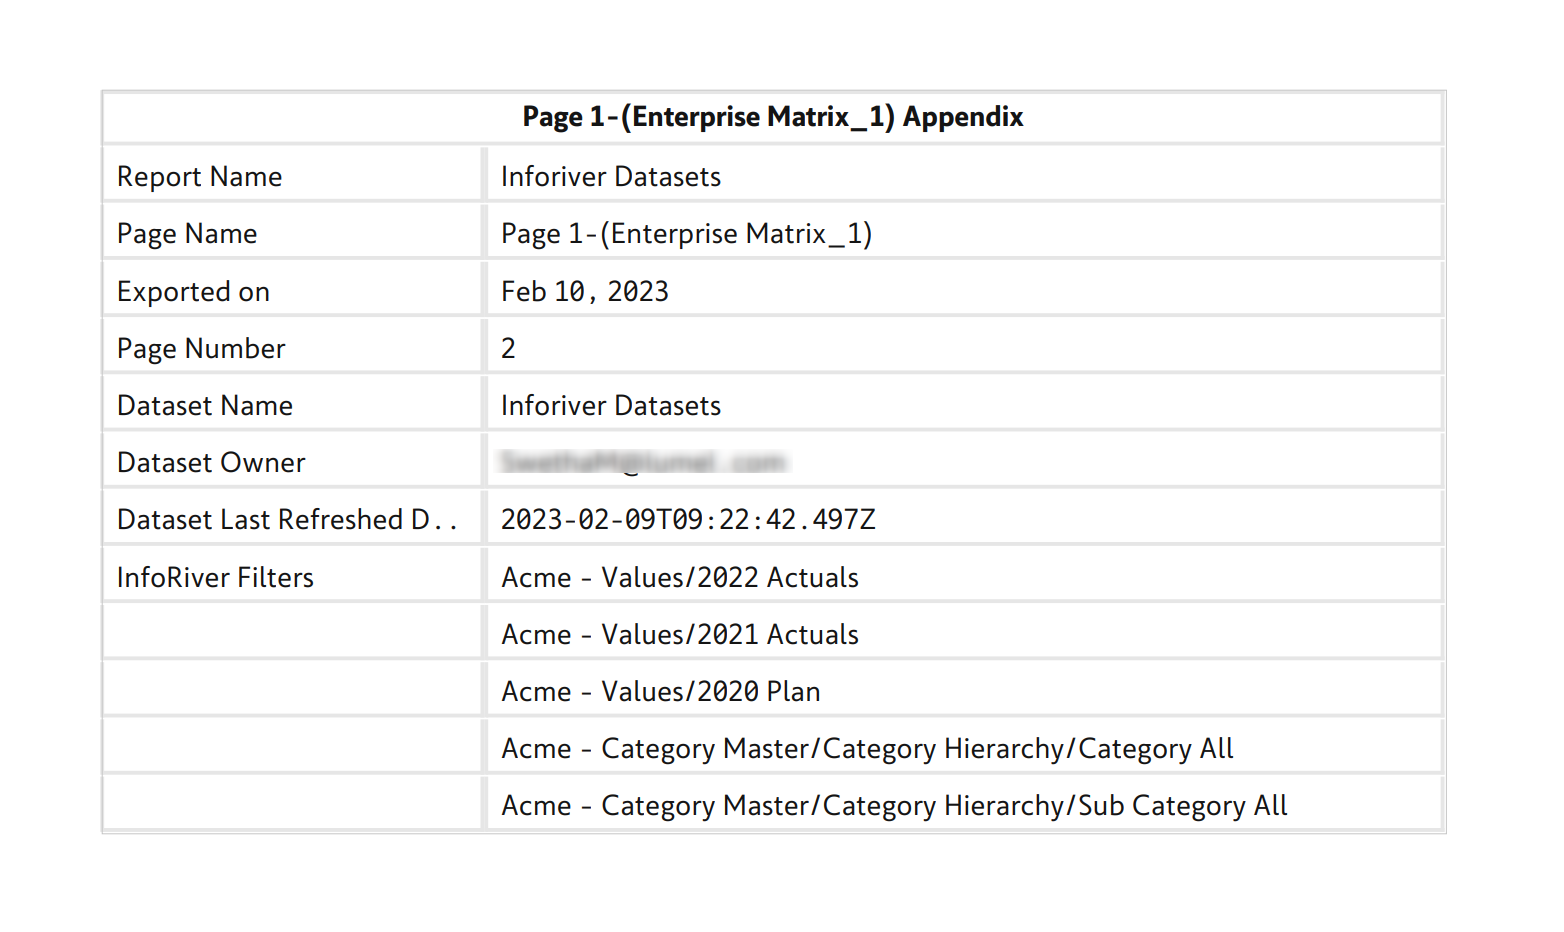 Page 1-(Enterprise Matrix_1) Appendix
Report Name Inforiver Datasets
Page Name Page 1-(Enterprise Matrix_1)
Exported on Feb 10, 2023
Page Number 2
Dataset Name Inforiver Datasets
Dataset Owner
Dataset Last Refreshed D..  2023-02-09T09:22:42.497Z
InfoRiver Filters Acme - Values/2022 Actuals
Acme - Values/2021 Actuals
Acme - Values/2020 Plan
Acme - Category Master/Category Hierarchy/Category All
Acme - Category Master/Category Hierarchy/Sub Category All